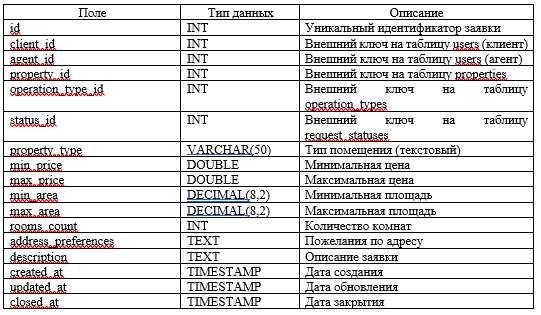 Поле Тип данных Описание
id INT Уникальный идентификатор заявки
client_id INT Внешний ключ на таблицу users (клиент)
agent_id INT Внешний ключ на таблицу users (агент)
property_id INT Внешний ключ на таблицу properties
operation_type_id INT Внешний ключ на таблицу
operation_types
status_id INT Внешний ключ на таблицу
request_statuses
property_type VARCHAR(50) Тип помещения (текстовый)
min_price DOUBLE Минимальная цена
max_price DOUBLE Максимальная цена
min_area DECIMAL(8,2) Минимальная площадь
max_area DECIMAL(8,2) Максимальная площадь
rooms_count INT Количество комнат
address_preferences TEXT Пожелания по адресу
description TEXT Описание заявки
created_at TIMESTAMP Дата создания
updated_at TIMESTAMP Дата обновления
closed_at TIMESTAMP Дата закрытия